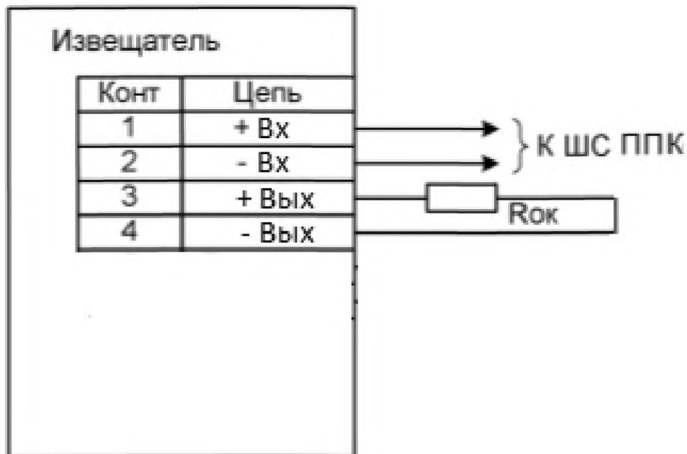 Извещатель
Конт Цепь
1 + Вх
2 - Вх
3 + Вых
4 - Вых
К ШС ППК
Rок